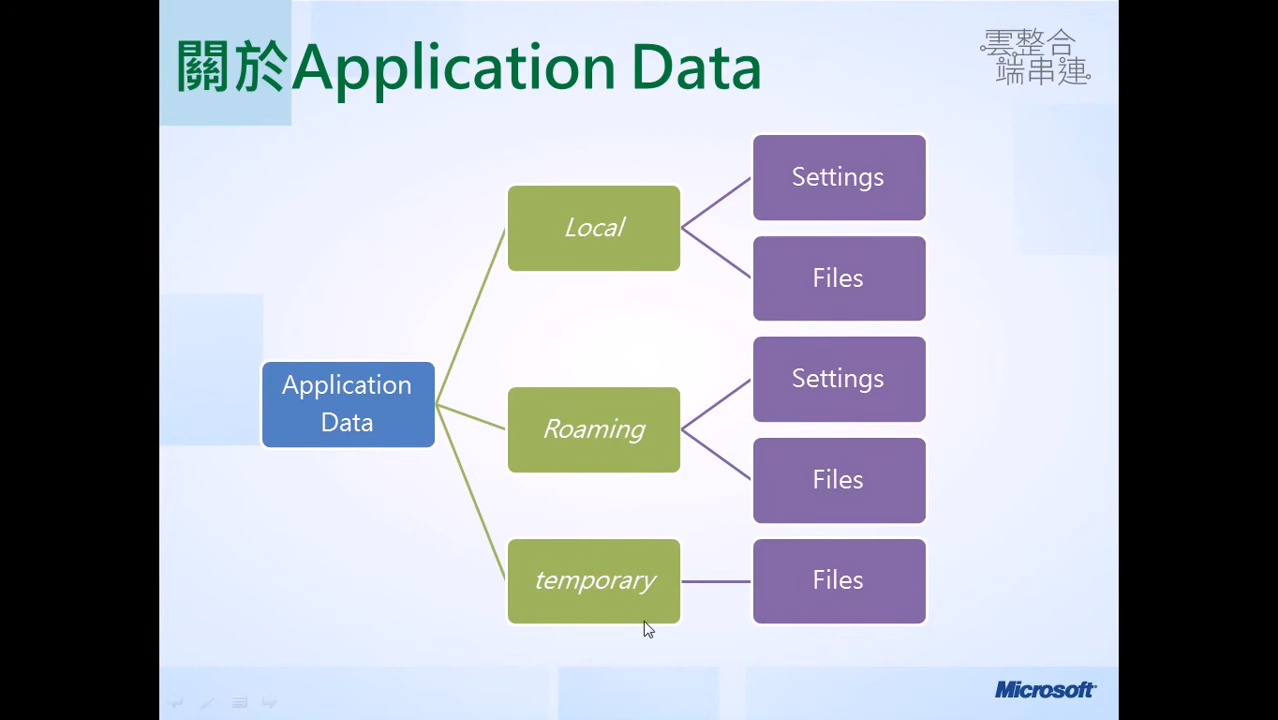 關於Application Data
雲整合
端串連
Settings
Local
Files
Settings
Application
Data
Roaming
Files
temporary
Files
Microsoft